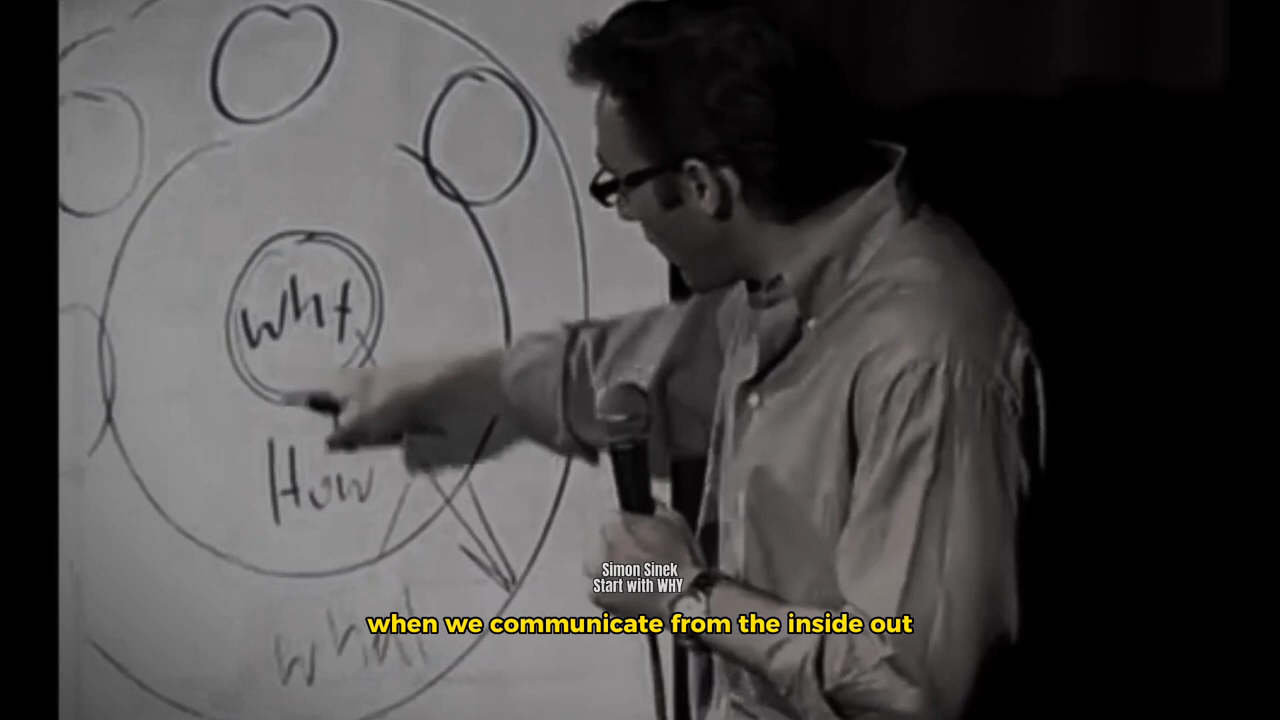 why
How
what
Simon Sinek
Start with WHY
when we communicate from the inside out